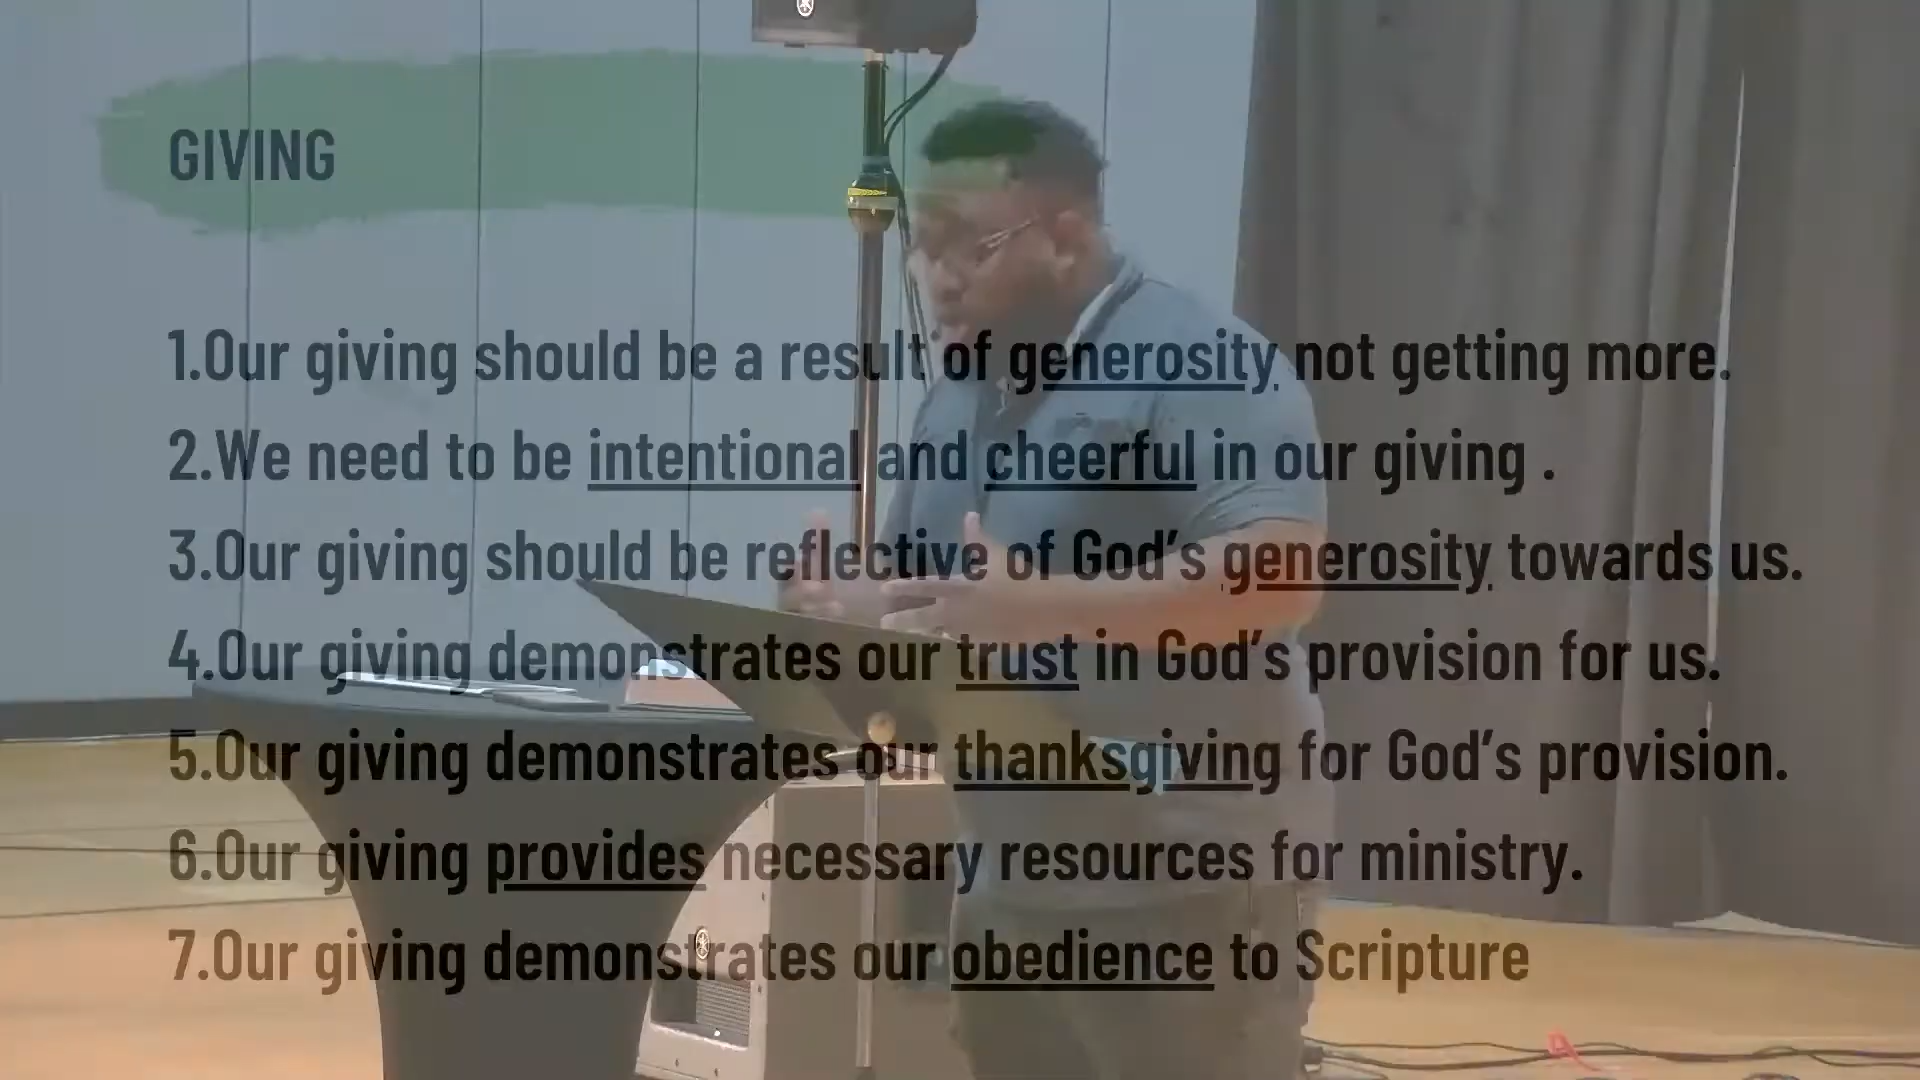 GIVING
1.Our giving should be a result of generosity not getting more.
2.We need to be intentional and cheerful in our giving .
3.Our giving should be reflective of God’s generosity towards us.
4.Our giving demonstrates our trust in God’s provision for us.
5.Our giving demonstrates our thanksgiving for God’s provision.
6.Our giving provides necessary resources for ministry.
7.Our giving demonstrates our obedience to Scripture